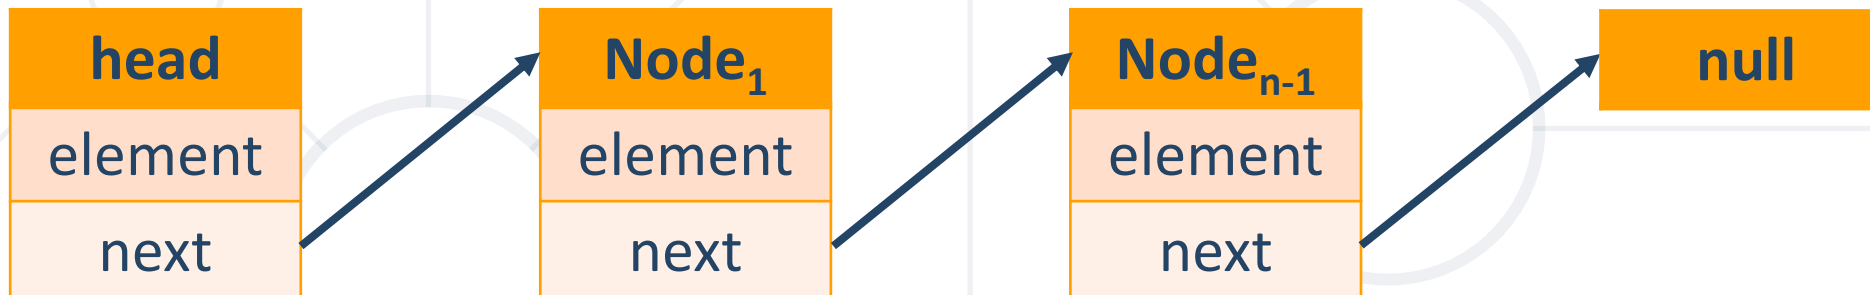 head
element
next
Node1
element
next
Noden-1
element
next
null